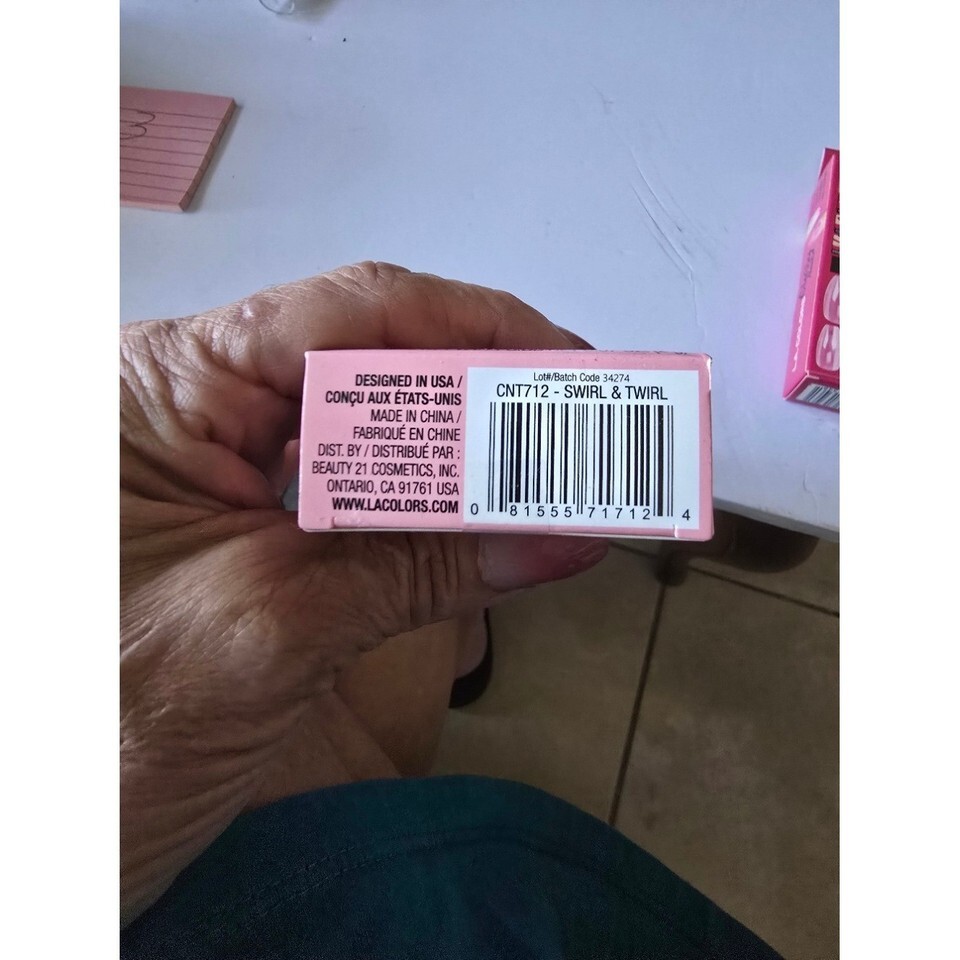 DESIGNED IN USA /
CONÇU AUX ÉTATS-UNIS
MADE IN CHINA /
FABRIQUÉ EN CHINE
DIST. BY / DISTRIBUÉ PAR :
BEAUTY 21 COSMETICS, INC.
ONTARIO, CA 91761 USA
WWW.LACOLORS.COM
Lot#/Batch Code 34274
CNT712 - SWIRL & TWIRL
0 81555 71712 4